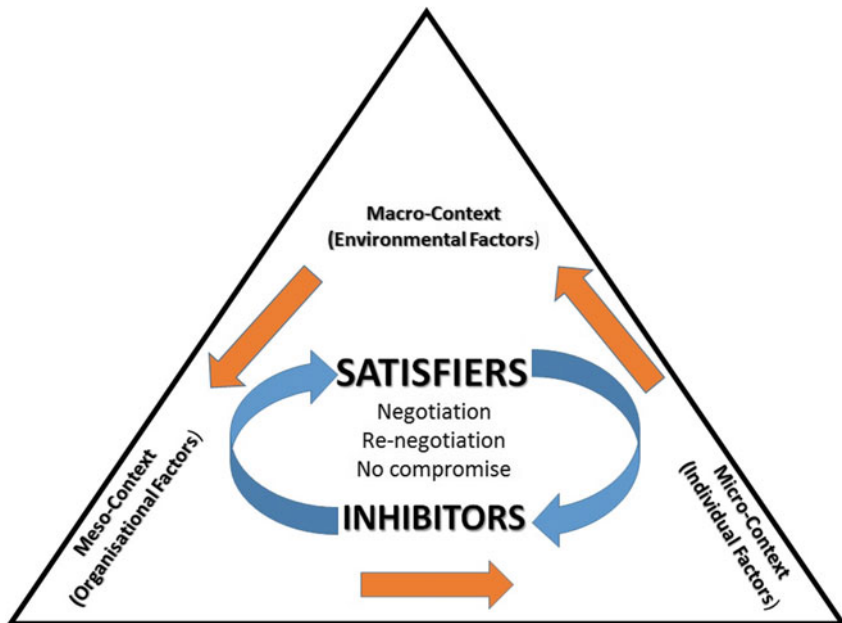 Macro-Context
(Environmental Factors)
SATISFIERS
Negotiation
Re-negotiation
No compromise
INHIBITORS
Meso-Context
(Organisational Factors)
Micro-Context
(Individual Factors)